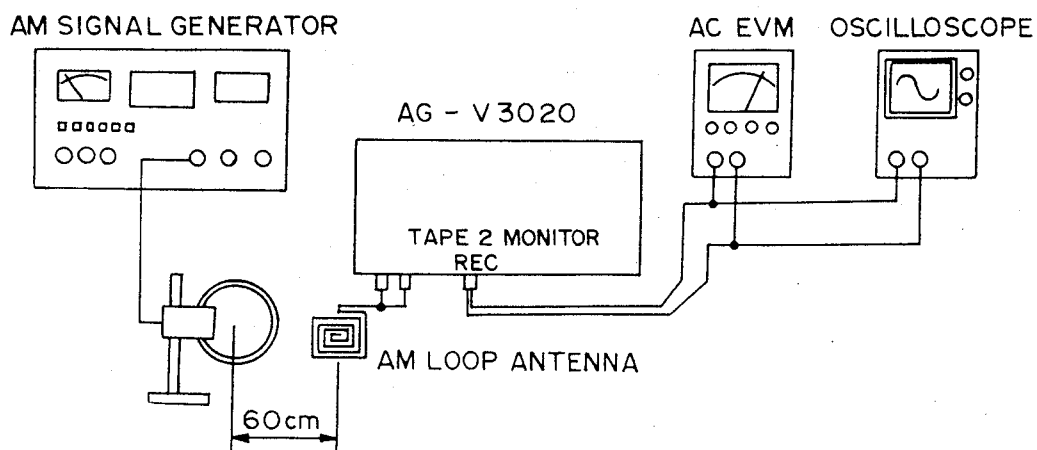 AM SIGNAL GENERATOR
AC EVM
OSCILLOSCOPE
AG - V3020
TAPE 2 MONITOR
REC
AM LOOP ANTENNA
60cm